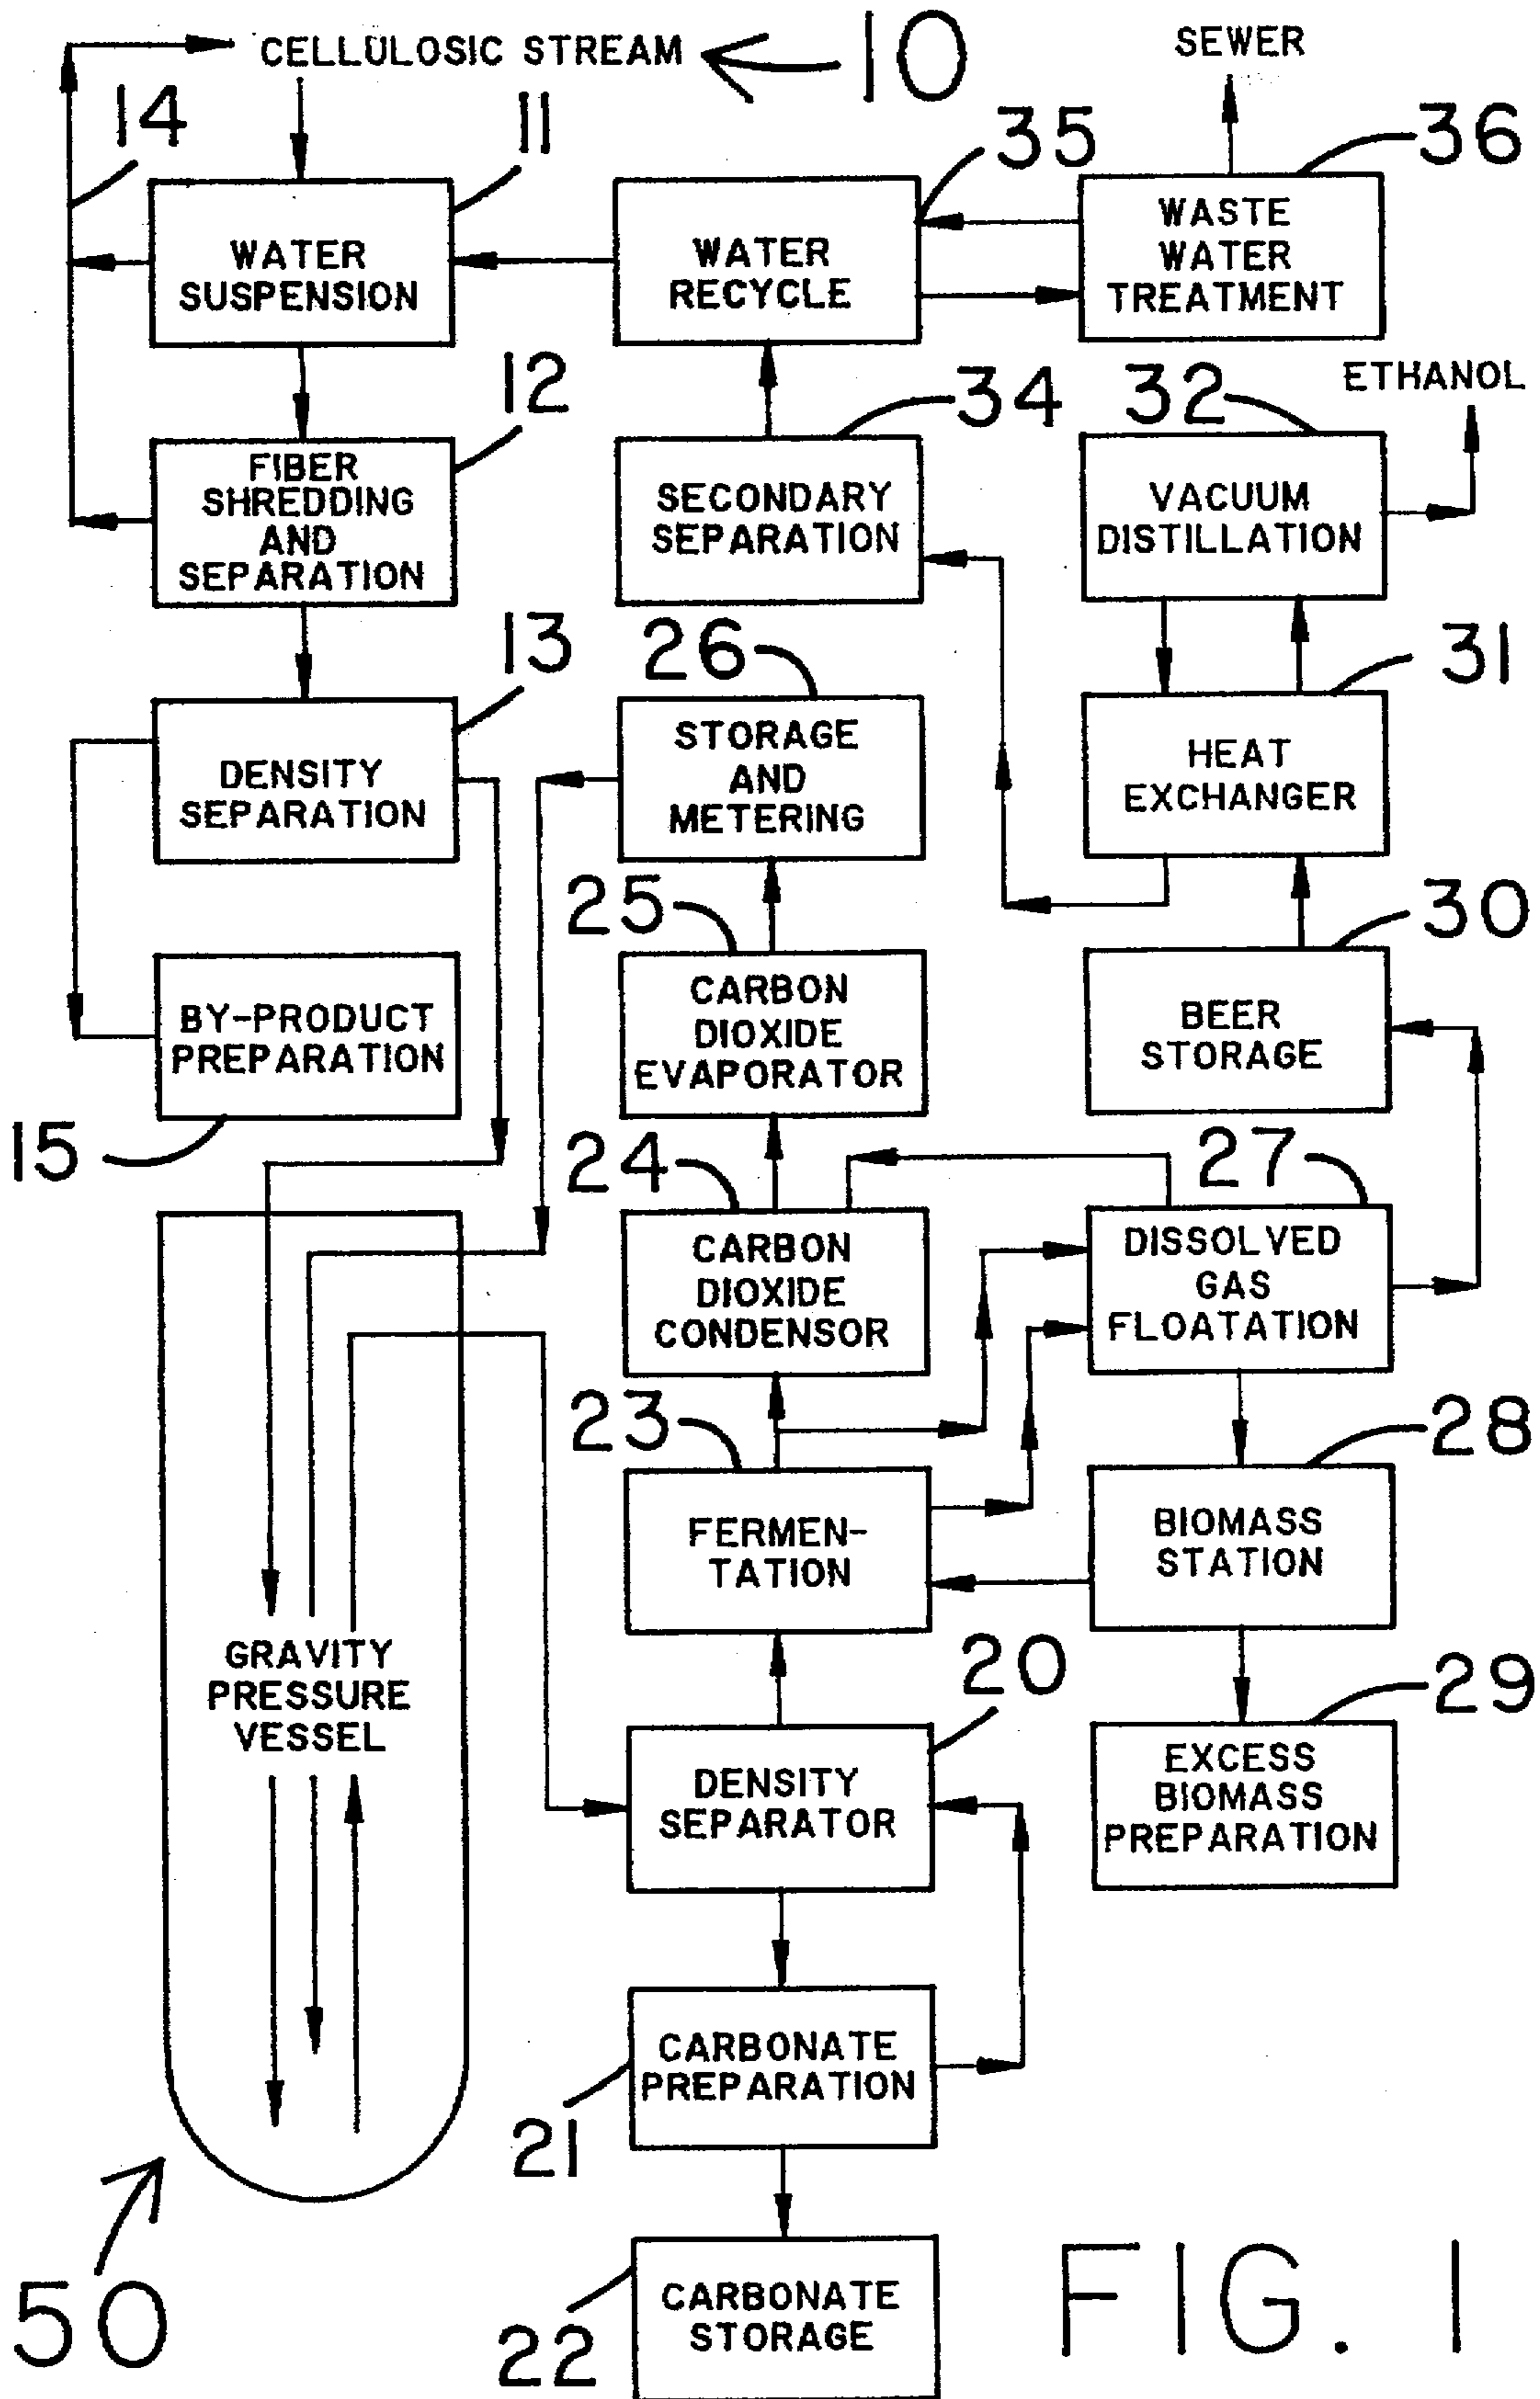 CELLULOSIC STREAM
10
SEWER
14
11
35
36
WATER
SUSPENSION
WATER
RECYCLE
WASTE
WATER
TREATMENT
12
34
32
ETHANOL
FIBER
SHREDDING
AND
SEPARATION
SECONDARY
SEPARATION
VACUUM
DISTILLATION
13
26
31
DENSITY
SEPARATION
STORAGE
AND
METERING
HEAT
EXCHANGER
25
30
BY-PRODUCT
PREPARATION
CARBON
DIOXIDE
EVAPORATOR
BEER
STORAGE
15
24
27
CARBON
DIOXIDE
CONDENSOR
DISSOLVED
GAS
FLOATATION
23
28
FERMEN-
TATION
BIOMASS
STATION
GRAVITY
PRESSURE
VESSEL
20
29
DENSITY
SEPARATOR
EXCESS
BIOMASS
PREPARATION
CARBONATE
PREPARATION
21
50
22
CARBONATE
STORAGE
FIG. 1